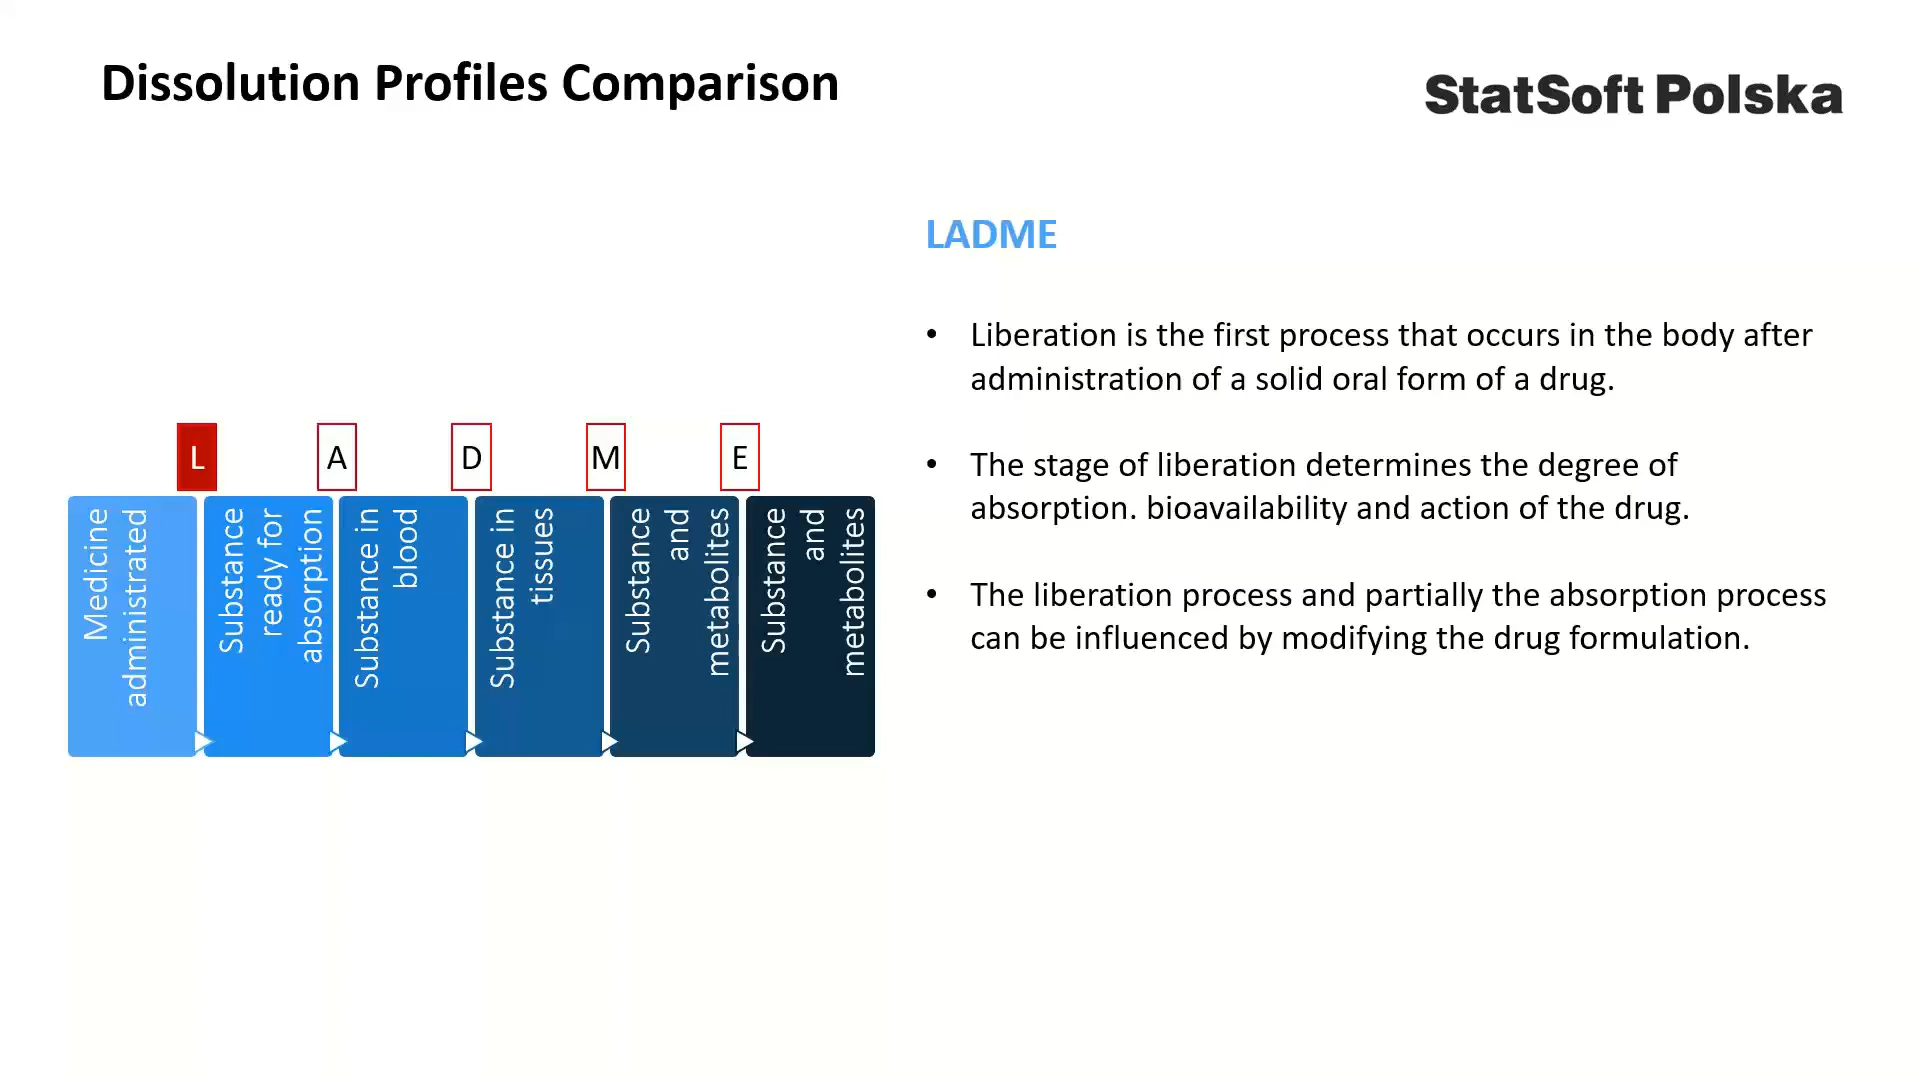 Dissolution Profiles Comparison
StatSoft Polska
LADME
• Liberation is the first process that occurs in the body after
administration of a solid oral form of a drug.
• The stage of liberation determines the degree of
absorption. bioavailability and action of the drug.
• The liberation process and partially the absorption process
can be influenced by modifying the drug formulation.
L
A
D
M
E
Medicine
administrated
Substance
ready for
absorption
Substance in
blood
Substance in
tissues
Substance
and
metabolites
Substance
and
metabolites